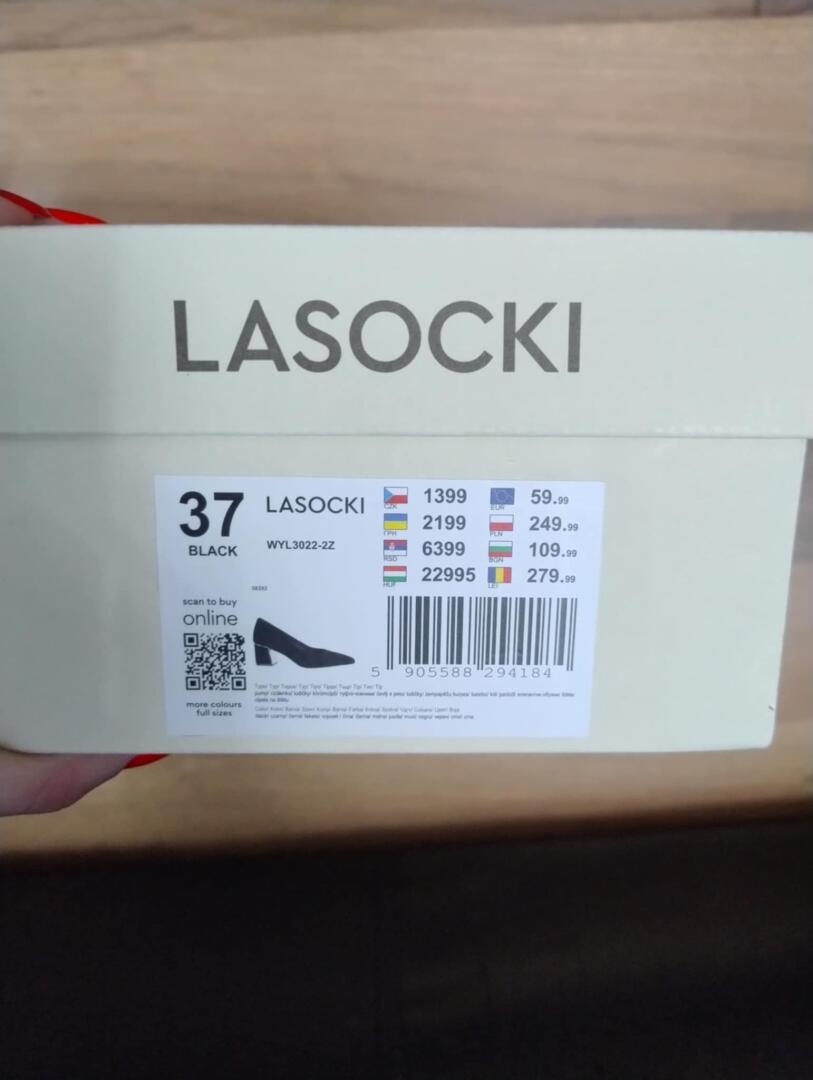 LASOCKI
37
BLACK
LASOCKI
WYL3022-2Z
CZK 1399
ГРН 2199
RSD 6399
HUF 22995
EUR 59.99
PLN 249.99
BGN 109.99
LEI 279.99
scan to buy
online
more colours
full sizes
5 905588 294184